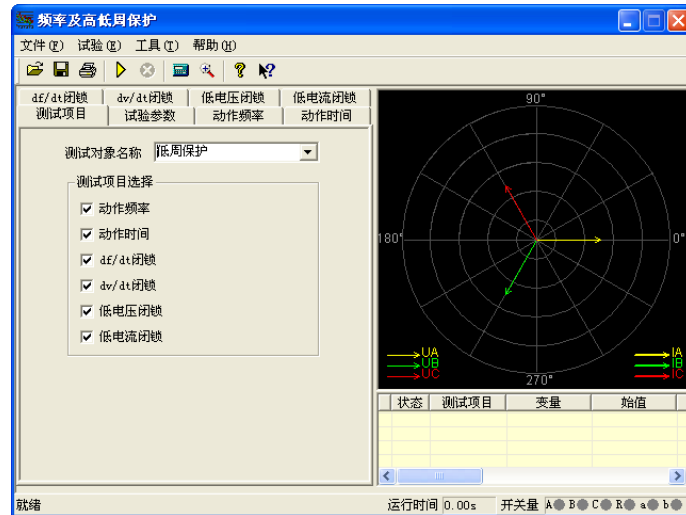 频率及高低周保护
文件(F) 试验(E) 工具(T) 帮助(H)
df/dt闭锁 dv/dt闭锁 低电压闭锁 低电流闭锁
测试项目 试验参数 动作频率 动作时间
测试对象名称 低周保护
测试项目选择
动作频率
动作时间
df/dt闭锁
dv/dt闭锁
低电压闭锁
低电流闭锁
90°
180°
0°
270°
UA
UB
UC
IA
IB
IC
状态 测试项目 变量 始值
就绪
运行时间 0.00s 开关量 A B C R a b